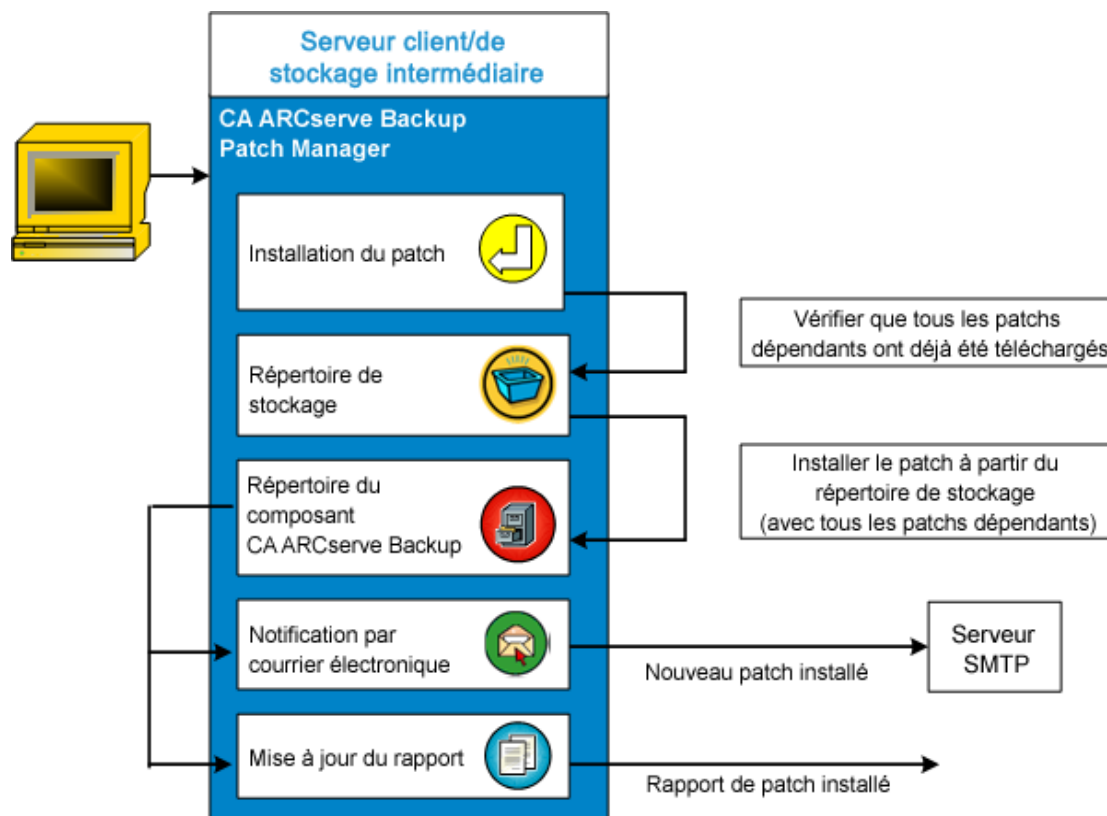 Serveur client/de
stockage intermédiaire
CA ARCserve Backup
Patch Manager
Installation du patch
Vérifier que tous les patchs
dépendants ont déjà été téléchargés
Répertoire de
stockage
Installer le patch à partir du
répertoire de stockage
(avec tous les patchs dépendants)
Répertoire du
composant
CA ARCserve Backup
Notification par
courrier électronique
Nouveau patch installé
Serveur
SMTP
Mise à jour du rapport
Rapport de patch installé